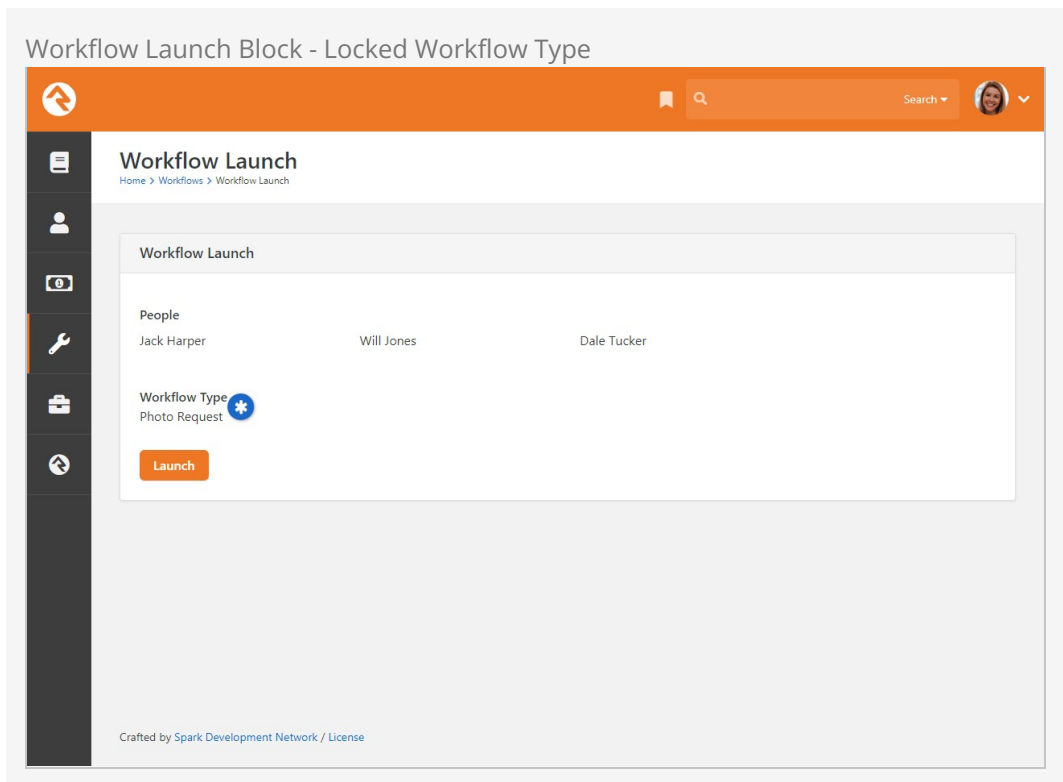 Workflow Launch Block - Locked Workflow Type
Search
Workflow Launch
Home > Workflows > Workflow Launch
Workflow Launch
People
Jack Harper Will Jones Dale Tucker
Workflow Type
Photo Request
Launch
Crafted by Spark Development Network / License